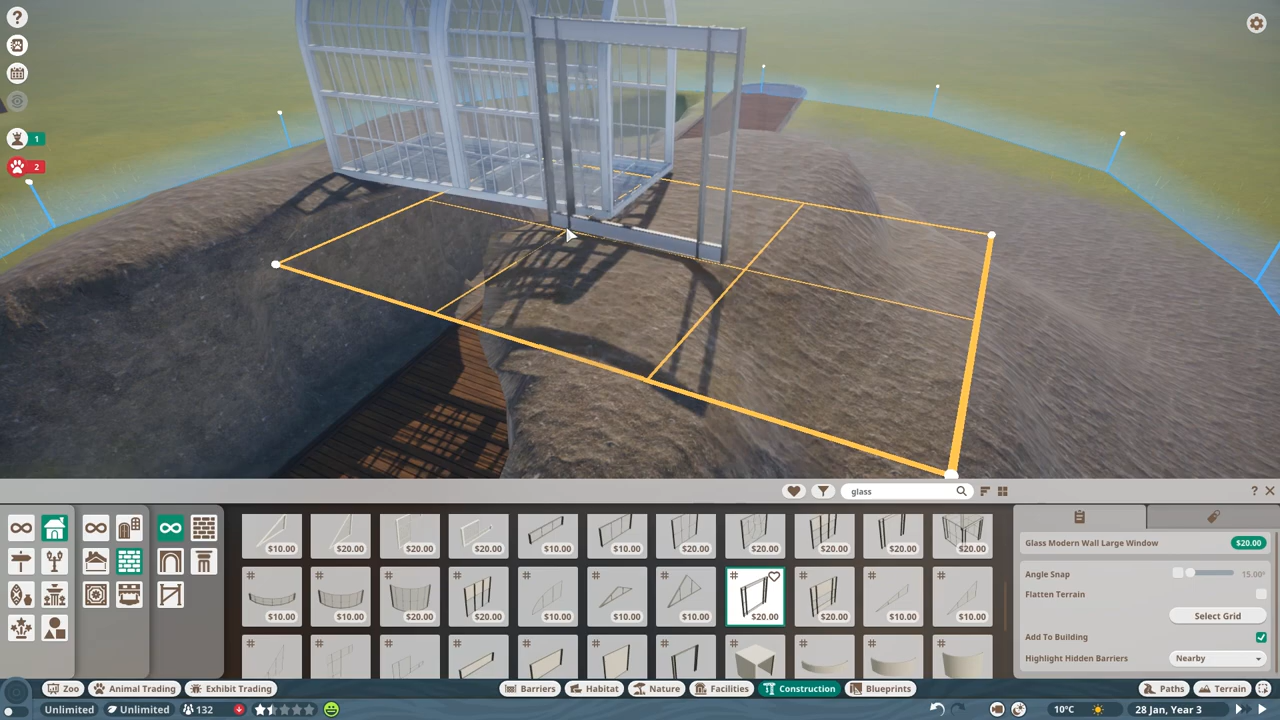 ?
1
2
glass
? ×
$10.00 $20.00 $20.00 $20.00 $10.00 $10.00 $20.00 $20.00 $20.00 $20.00 $20.00
# # # # # # # # # # #
$10.00 $10.00 $20.00 $20.00 $10.00 $10.00 $10.00 $20.00 $20.00 $10.00 $10.00
# # # # # # # # # # #
Glass Modern Wall Large Window $20.00
Angle Snap 15.00°
Flatten Terrain
Select Grid
Add To Building
Highlight Hidden Barriers Nearby
Zoo Animal Trading Exhibit Trading Barriers Habitat Nature Facilities Construction Blueprints Paths Terrain
Unlimited Unlimited 132 10°C 28 Jan, Year 3